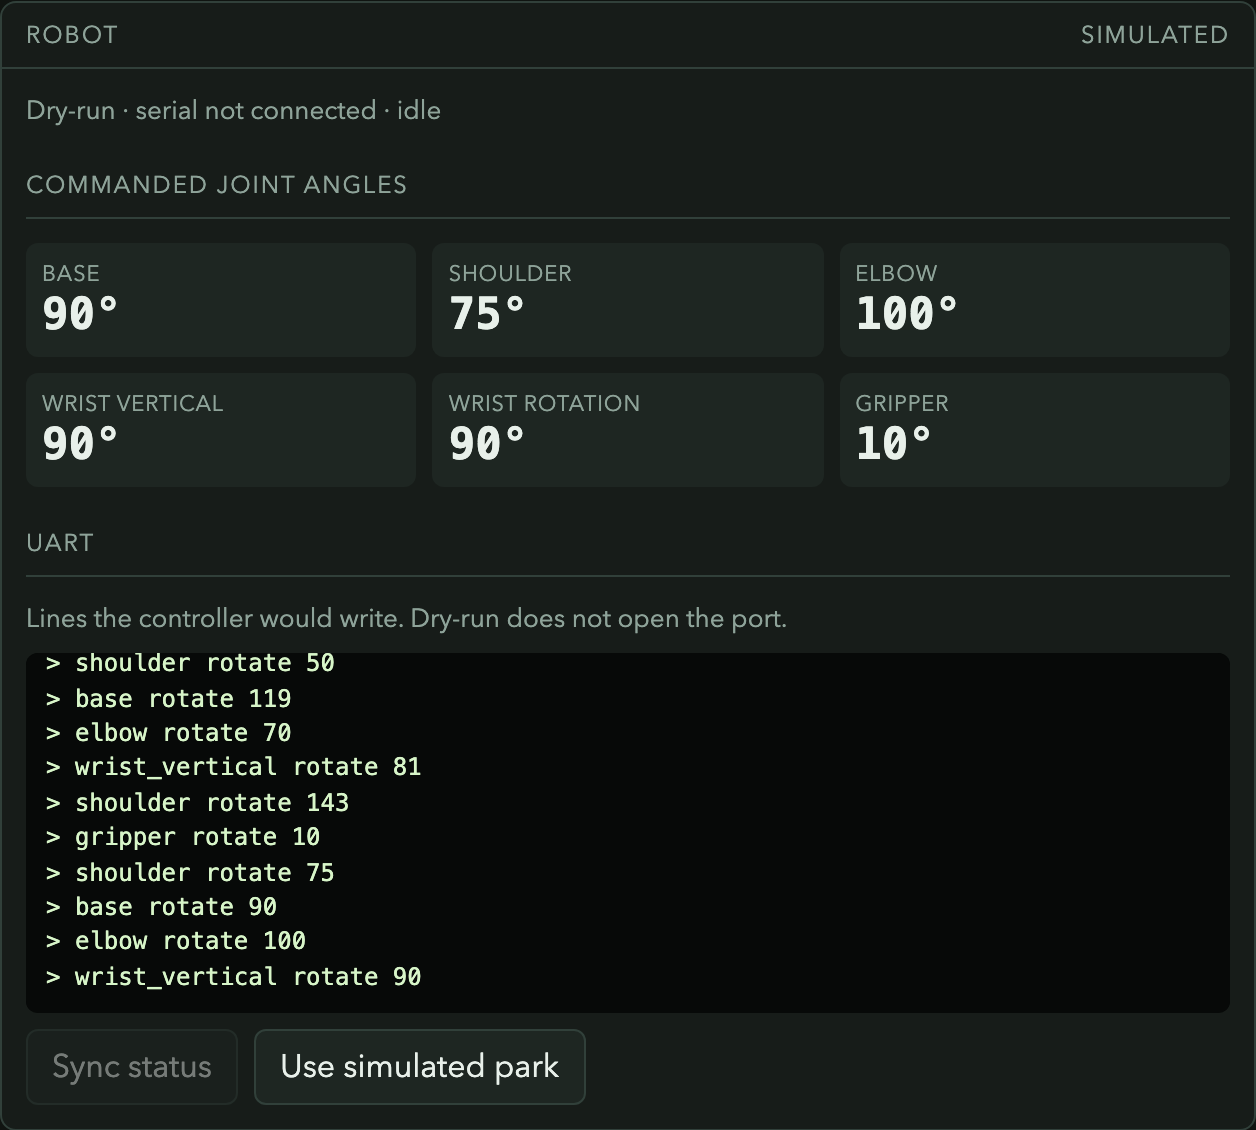 ROBOT
SIMULATED
Dry-run · serial not connected · idle
COMMANDED JOINT ANGLES
BASE
90°
SHOULDER
75°
ELBOW
100°
WRIST VERTICAL
90°
WRIST ROTATION
90°
GRIPPER
10°
UART
Lines the controller would write. Dry-run does not open the port.
> shoulder rotate 50
> base rotate 119
> elbow rotate 70
> wrist_vertical rotate 81
> shoulder rotate 143
> gripper rotate 10
> shoulder rotate 75
> base rotate 90
> elbow rotate 100
> wrist_vertical rotate 90
Sync status
Use simulated park